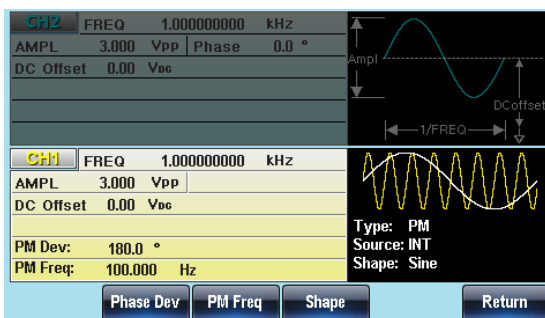 CH2 FREQ 1.000000000 kHz
AMPL 3.000 Vpp Phase 0.0 °
DC Offset 0.00 VDC
Ampl
DCoffset
1/FREQ
CH1 FREQ 1.000000000 kHz
AMPL 3.000 Vpp
DC Offset 0.00 VDC
PM Dev: 180.0 °
PM Freq: 100.000 Hz
Type: PM
Source: INT
Shape: Sine
Phase Dev PM Freq Shape Return